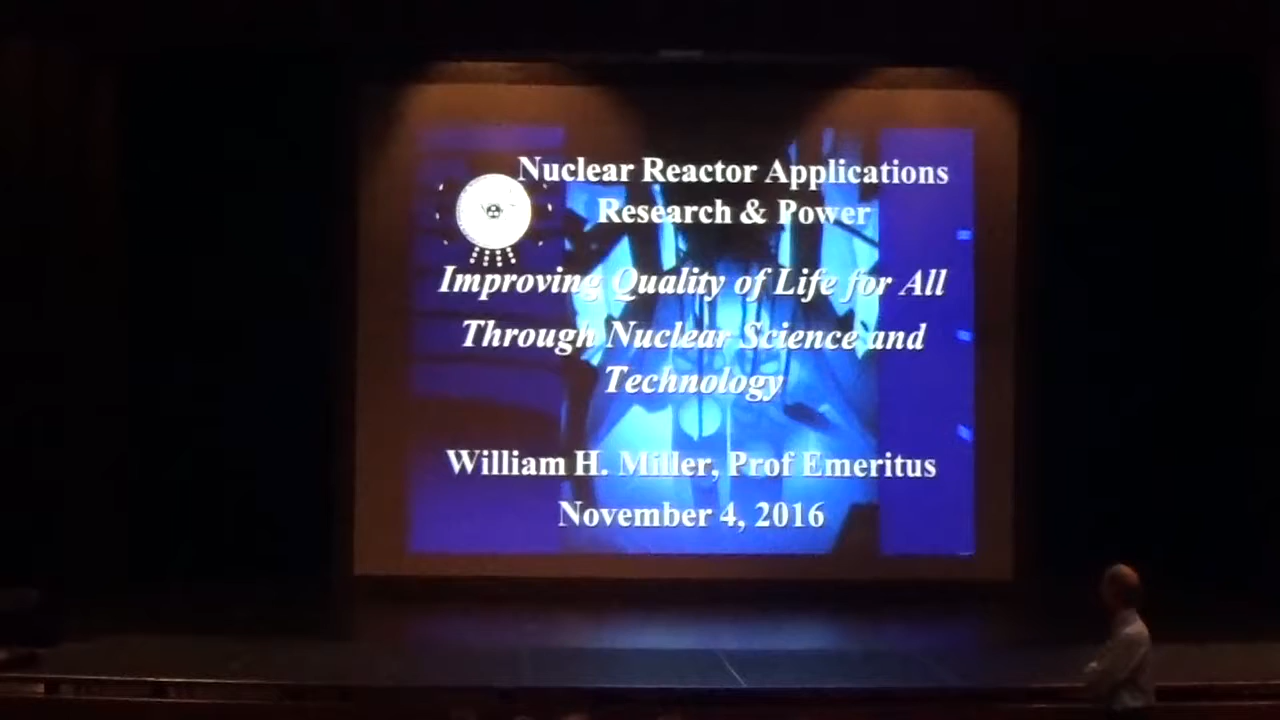 Nuclear Reactor Applications
Research & Power
Improving Quality of Life for All
Through Nuclear Science and
Technology
William H. Miller, Prof Emeritus
November 4, 2016